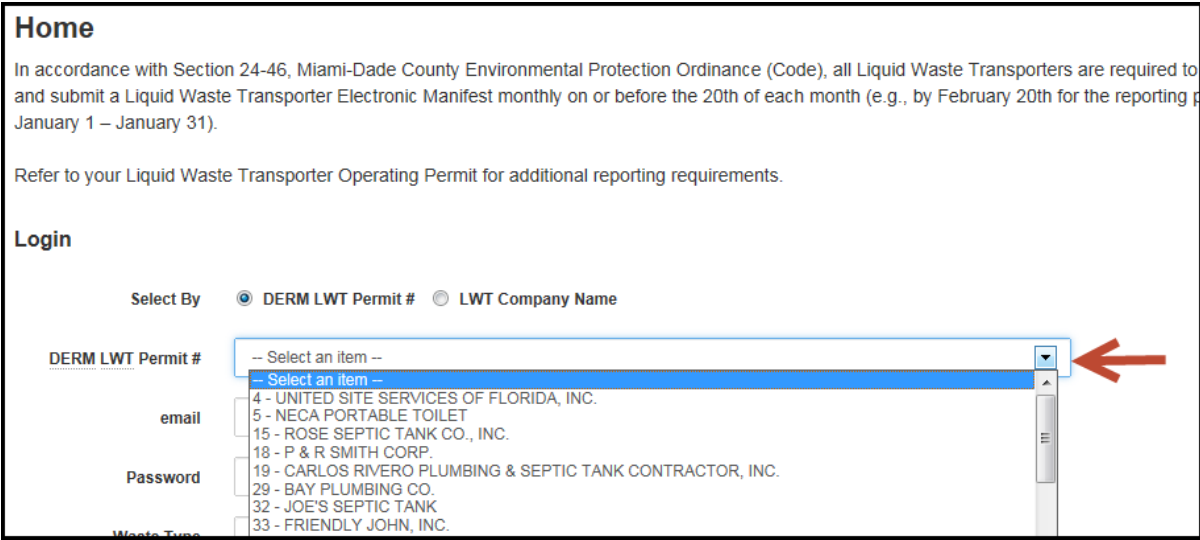 Home
In accordance with Section 24-46, Miami-Dade County Environmental Protection Ordinance (Code), all Liquid Waste Transporters are required to
and submit a Liquid Waste Transporter Electronic Manifest monthly on or before the 20th of each month (e.g., by February 20th for the reporting
January 1 – January 31).
Refer to your Liquid Waste Transporter Operating Permit for additional reporting requirements.
Login
Select By DERM LWT Permit # LWT Company Name
DERM LWT Permit # -- Select an item --
-- Select an item --
4 - UNITED SITE SERVICES OF FLORIDA, INC.
email
5 - NECA PORTABLE TOILET
15 - ROSE SEPTIC TANK CO., INC.
18 - P & R SMITH CORP.
Password
19 - CARLOS RIVERO PLUMBING & SEPTIC TANK CONTRACTOR, INC.
29 - BAY PLUMBING CO.
32 - JOE'S SEPTIC TANK
33 - FRIENDLY JOHN, INC.
Waste Type